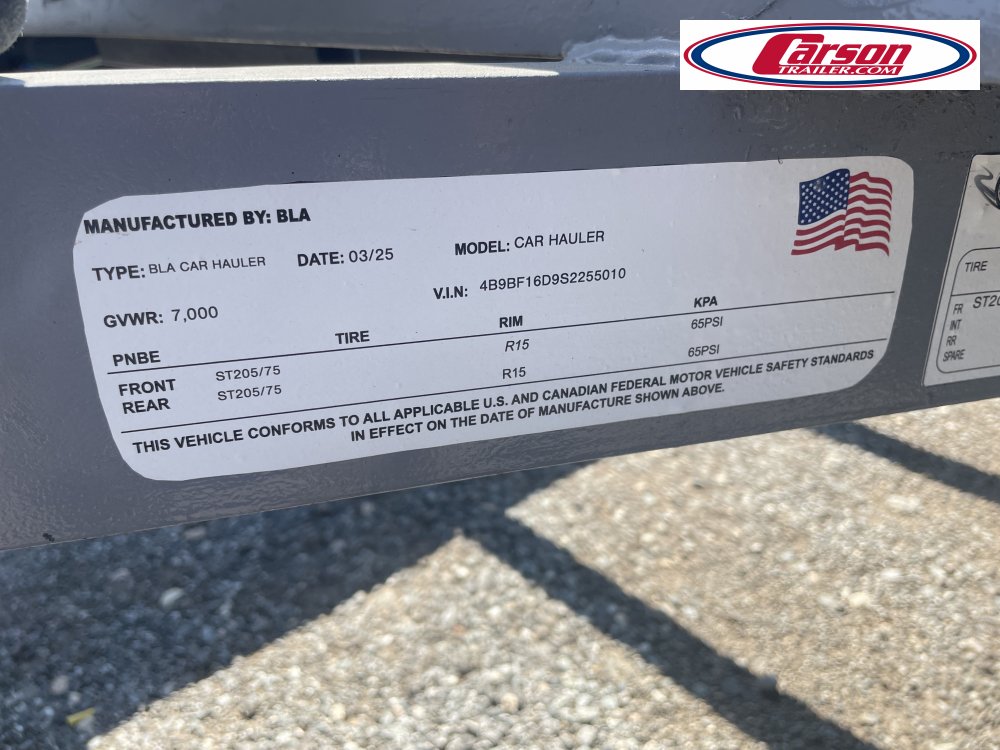 Carson
TRAILER.COM
MANUFACTURED BY: BLA
TYPE: BLA CAR HAULER DATE: 03/25 MODEL: CAR HAULER
GVWR: 7,000 V.I.N: 4B9BF16D9S2255010
PNBE TIRE RIM KPA
FRONT ST205/75 R15 65PSI
REAR ST205/75 R15 65PSI
THIS VEHICLE CONFORMS TO ALL APPLICABLE U.S. AND CANADIAN FEDERAL MOTOR VEHICLE SAFETY STANDARDS
IN EFFECT ON THE DATE OF MANUFACTURE SHOWN ABOVE.
TIRE
FR ST20
INT
RR
SPARE